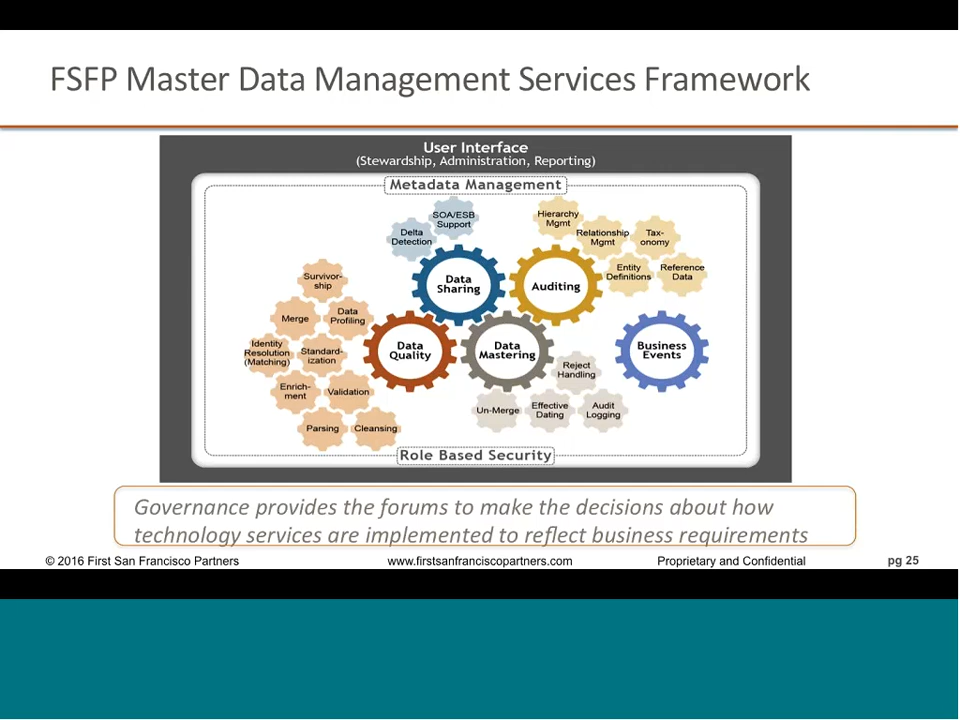 FSFP Master Data Management Services Framework
User Interface
(Stewardship, Administration, Reporting)
Metadata Management
SOA/ESB
Support
Delta
Detection
Hierarchy
Mgmt
Relationship
Mgmt
Tax-
onomy
Entity
Definitions
Reference
Data
Data
Sharing
Auditing
Survivor-
ship
Merge
Data
Profiling
Identity
Resolution
(Matching)
Standard-
ization
Enrich-
ment
Validation
Parsing
Cleansing
Data
Quality
Data
Mastering
Business
Events
Reject
Handling
Un-Merge
Effective
Dating
Audit
Logging
Role Based Security
Governance provides the forums to make the decisions about how
technology services are implemented to reflect business requirements
© 2016 First San Francisco Partners
www.firstsanfranciscopartners.com
Proprietary and Confidential
pg 25